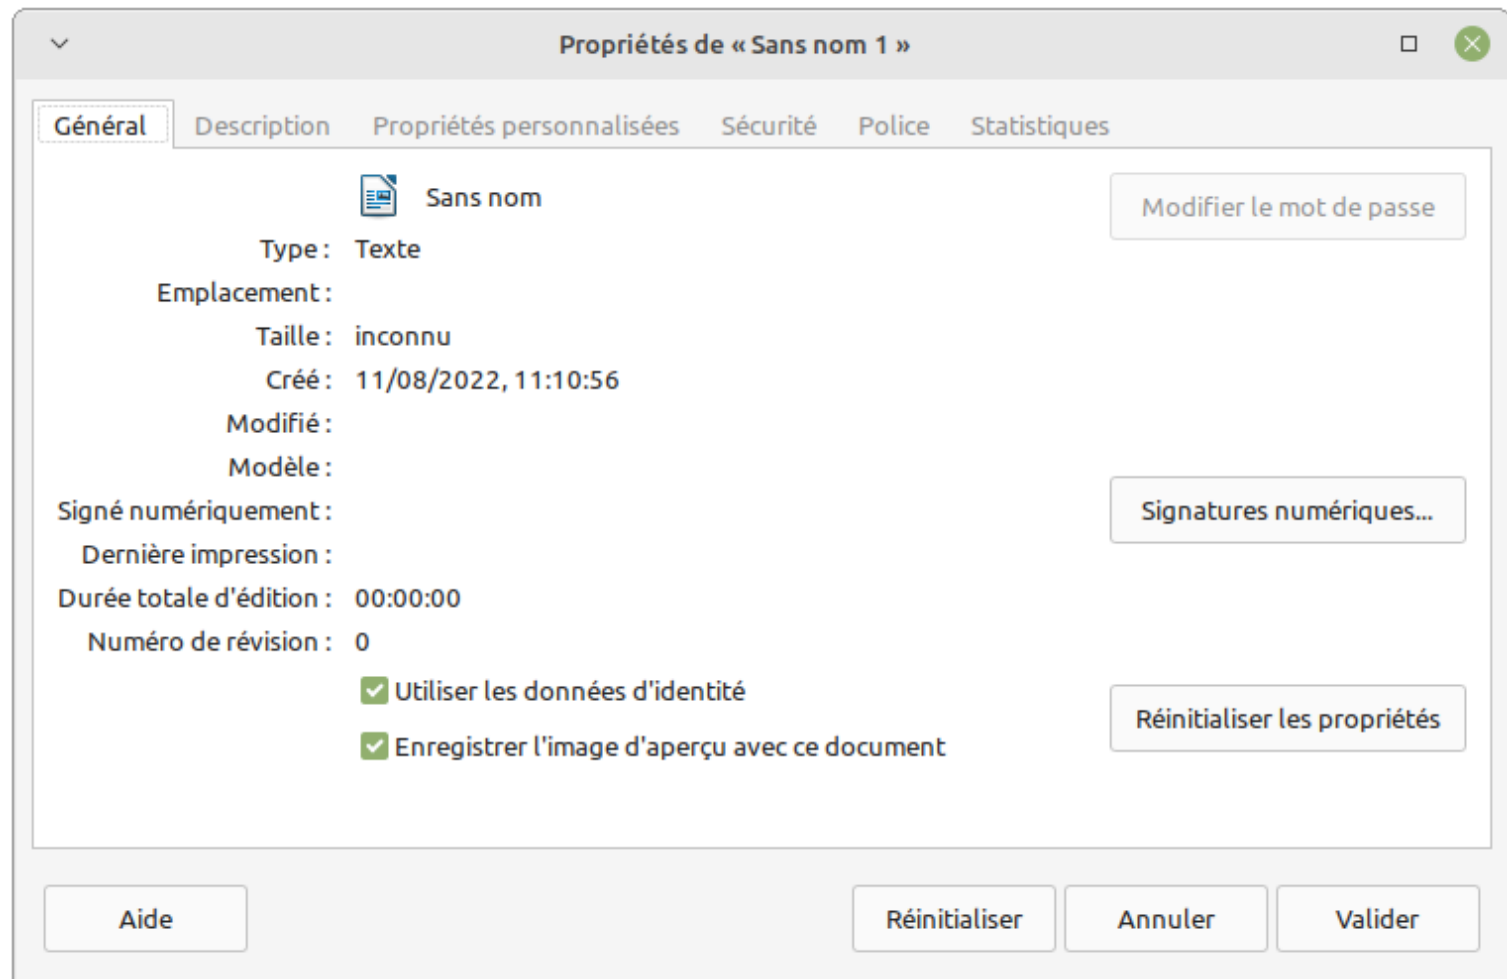 Propriétés de « Sans nom 1 »
Général Description Propriétés personnalisées Sécurité Police Statistiques
Sans nom
Modifier le mot de passe
Type : Texte
Emplacement :
Taille : inconnu
Créé : 11/08/2022, 11:10:56
Modifié :
Modèle :
Signé numériquement :
Signatures numériques...
Dernière impression :
Durée totale d'édition : 00:00:00
Numéro de révision : 0
Utiliser les données d'identité
Réinitialiser les propriétés
Enregistrer l'image d'aperçu avec ce document
Aide Réinitialiser Annuler Valider